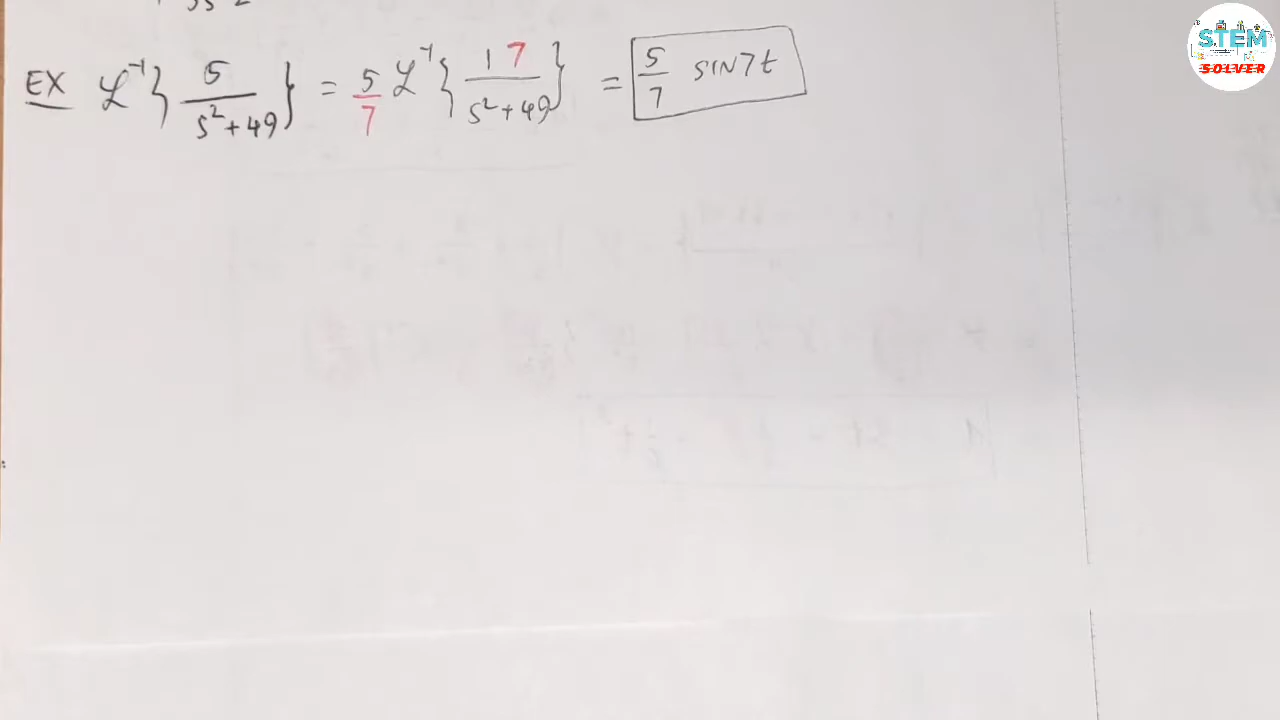 EX ℒ⁻¹{ 5 / s²+49 } = 5/7 ℒ⁻¹{ 1 7 / s²+49 } = 5/7 sin7t
STEM
SOLVER